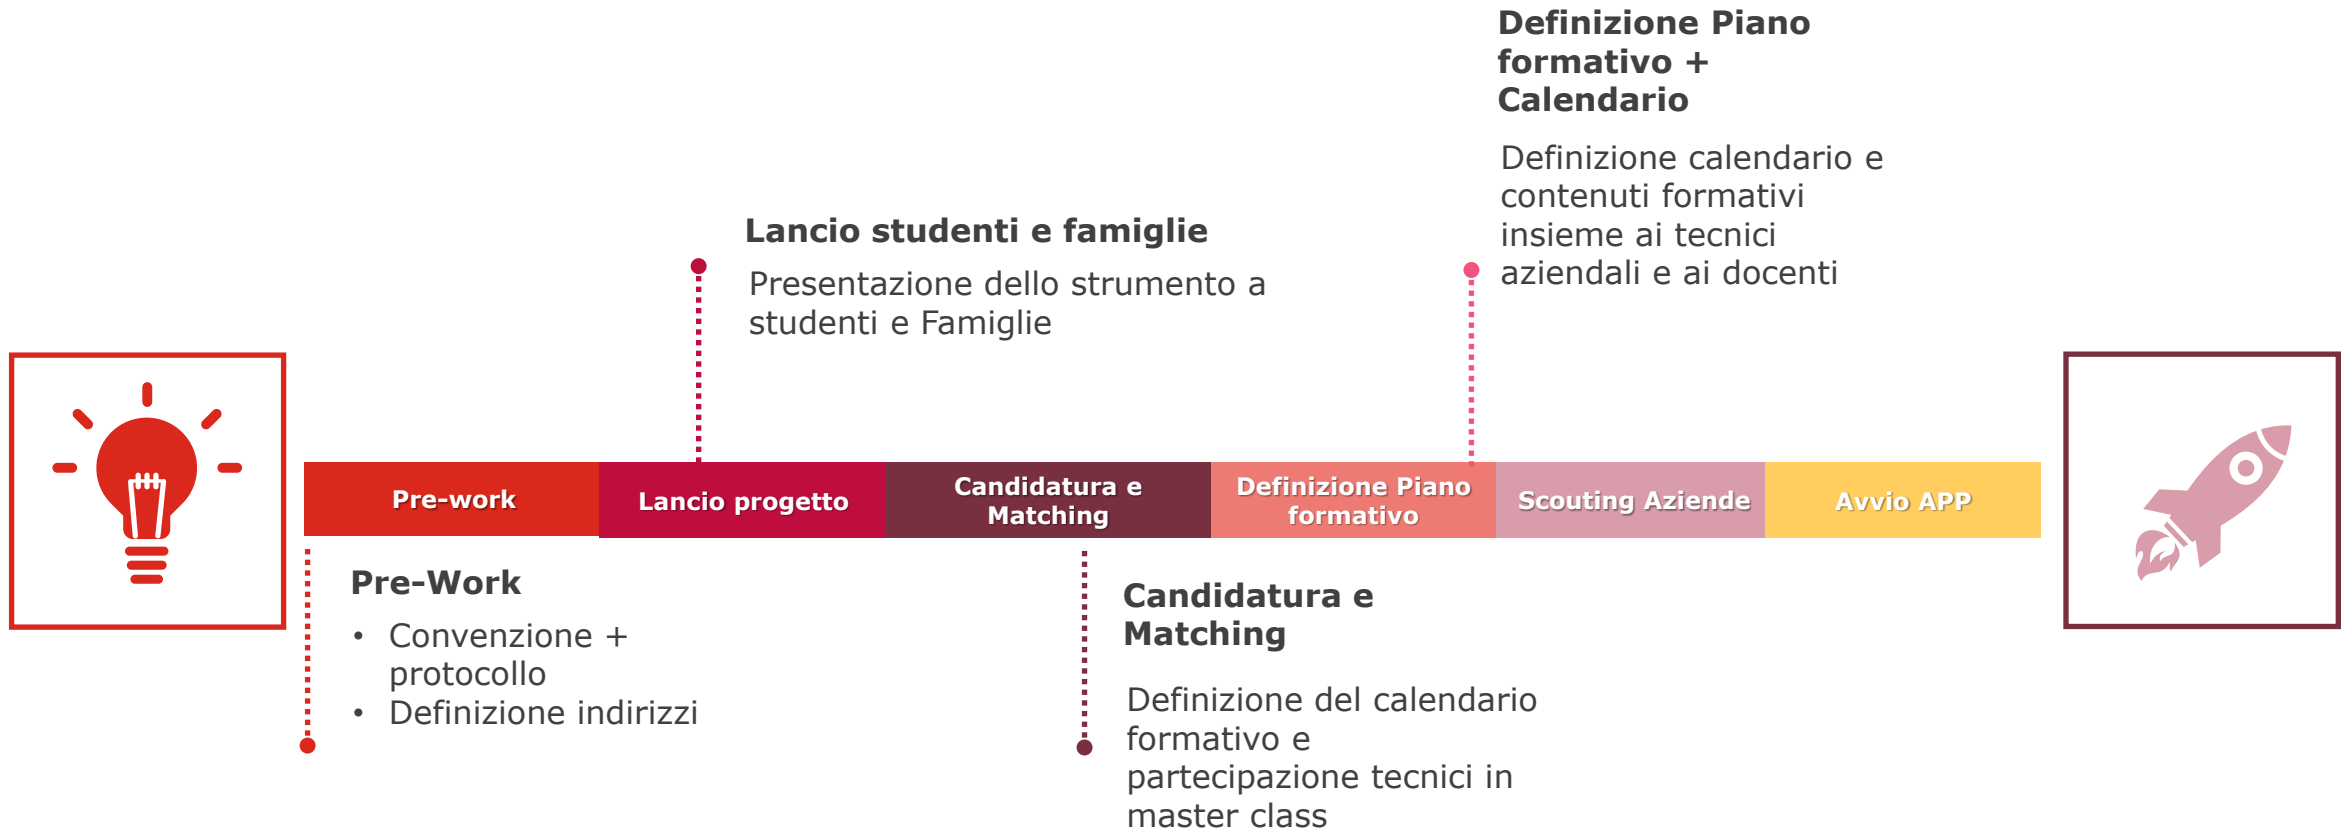 Definizione Piano
formativo +
Calendario
Definizione calendario e
contenuti formativi
insieme ai tecnici
aziendali e ai docenti
Lancio studenti e famiglie
Presentazione dello strumento a
studenti e Famiglie
Pre-work
Lancio progetto
Candidatura e
Matching
Definizione Piano
formativo
Scouting Aziende
Avvio APP
Pre-Work
• Convenzione +
protocollo
• Definizione indirizzi
Candidatura e
Matching
Definizione del calendario
formativo e
partecipazione tecnici in
master class